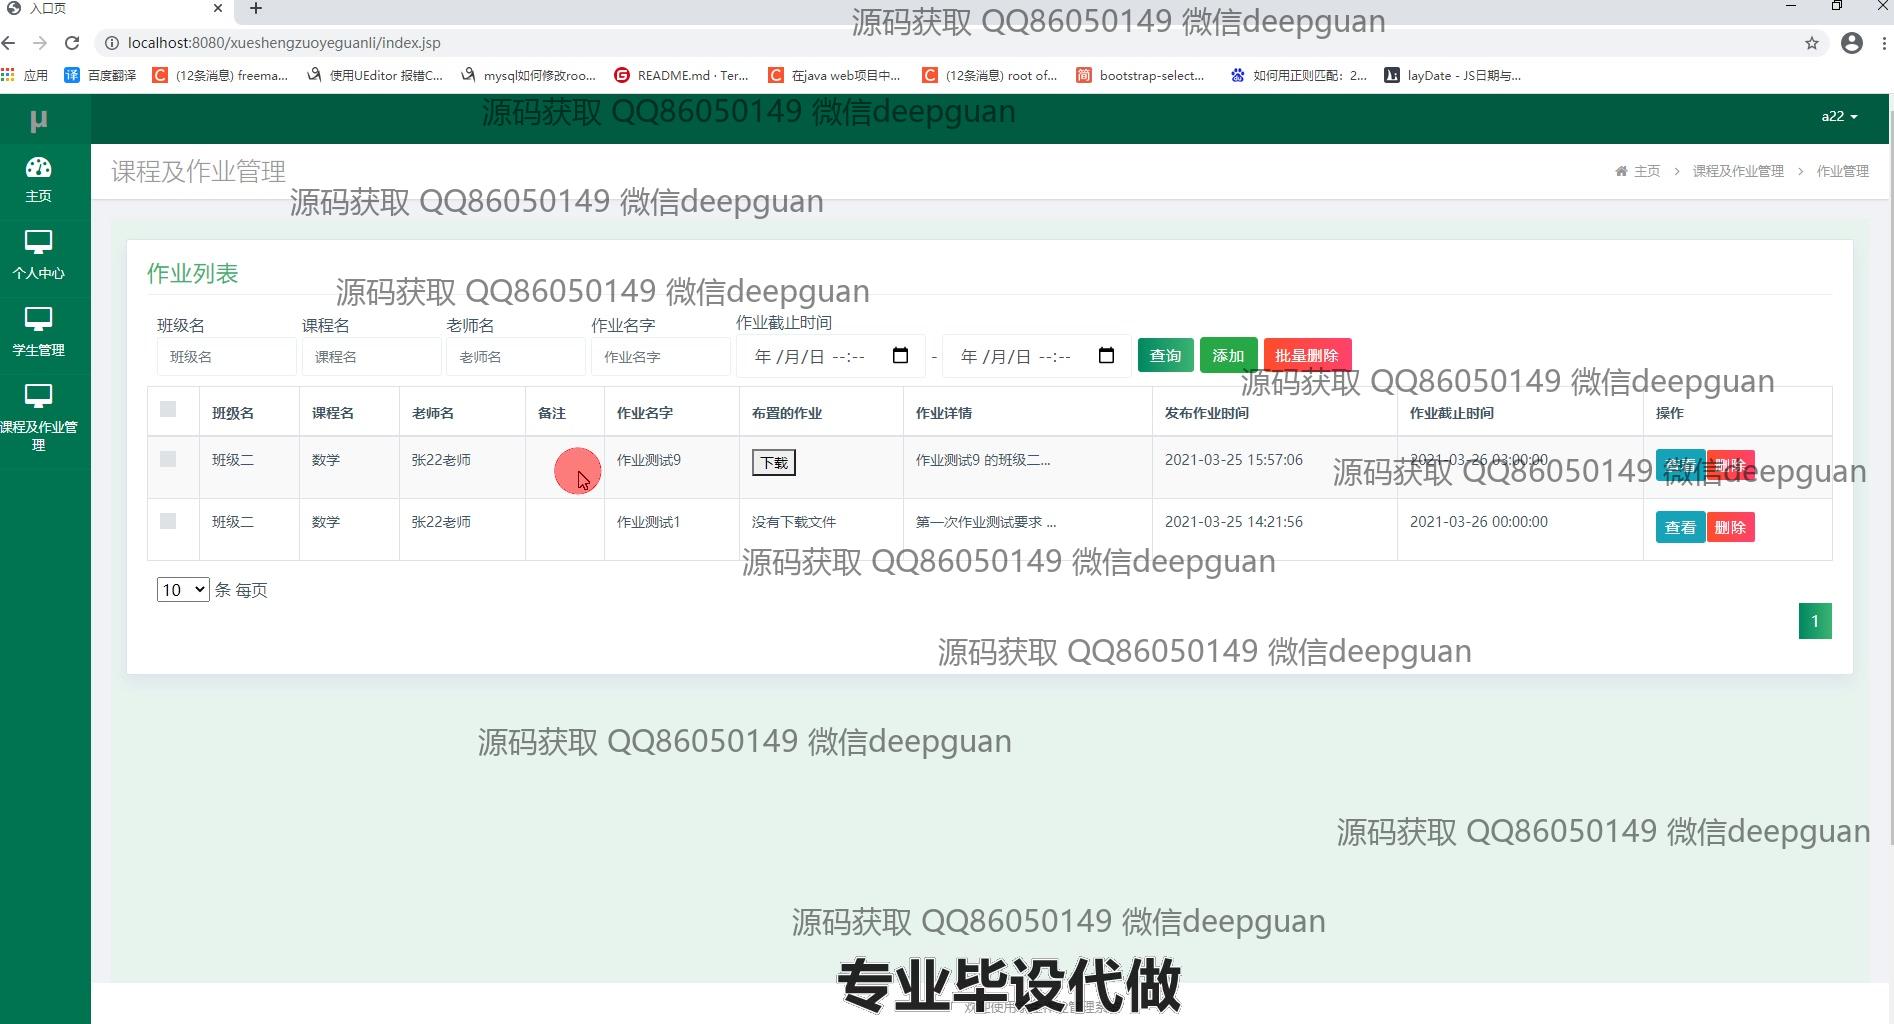 入口页
源码获取 QQ86050149 微信deepguan
localhost:8080/xueshengzuoyeguanli/index.jsp
应用 百度翻译 (12条消息) freema... 使用UEditor 报错C... mysql如何修改roo... README.md · Ter... 在java web项目中... (12条消息) root of... bootstrap-select... 如何用正则匹配：2... layDate - JS日期与...
μ
源码获取 QQ86050149 微信deepguan
a22
主页
课程及作业管理
主页 > 课程及作业管理 > 作业管理
源码获取 QQ86050149 微信deepguan
个人中心
作业列表
源码获取 QQ86050149 微信deepguan
学生管理
班级名 课程名 老师名 作业名字 作业截止时间
班级名 课程名 老师名 作业名字 年 /月/日 --:-- - 年 /月/日 --:-- 查询 添加 批量删除
源码获取 QQ86050149 微信deepguan
课程及作业管理
班级名 课程名 老师名 备注 作业名字 布置的作业 作业详情 发布作业时间 作业截止时间 操作
班级二 数学 张22老师 作业测试9 下载 作业测试9 的班级二... 2021-03-25 15:57:06 2021-03-26 03:00:00 查看 删除
源码获取 QQ86050149 微信deepguan
班级二 数学 张22老师 作业测试1 没有下载文件 第一次作业测试要求 ... 2021-03-25 14:21:56 2021-03-26 00:00:00 查看 删除
源码获取 QQ86050149 微信deepguan
10 条 每页
1
源码获取 QQ86050149 微信deepguan
源码获取 QQ86050149 微信deepguan
源码获取 QQ86050149 微信deepguan
源码获取 QQ86050149 微信deepguan
专业毕设代做